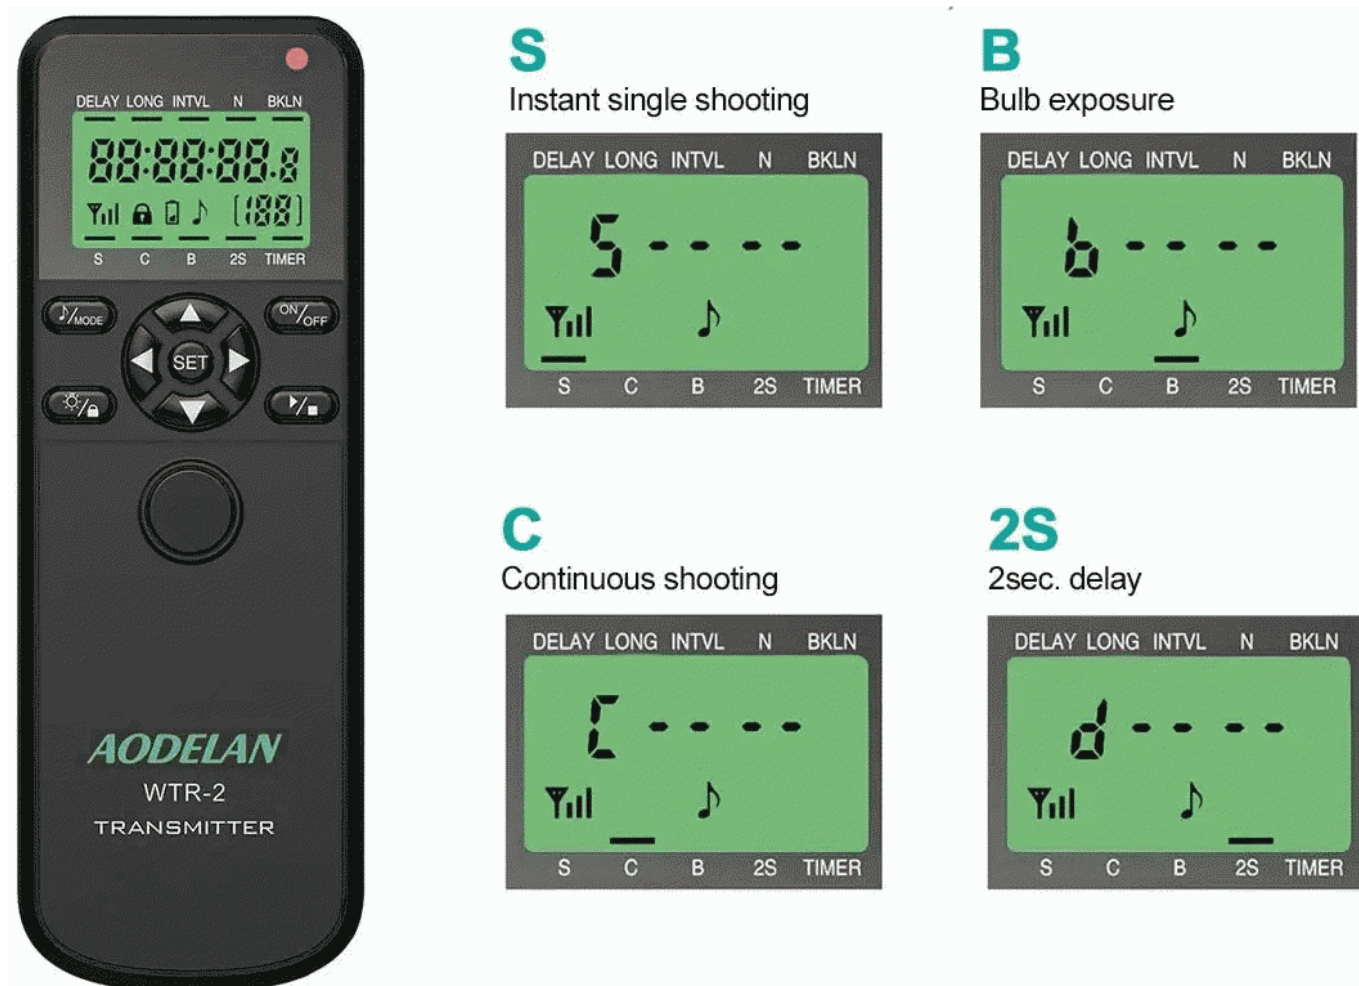 DELAY LONG INTVL N BKLN
88:88:88.8
[188]
S C B 2S TIMER
♪/MODE
ON/OFF
SET
AODELAN
WTR-2
TRANSMITTER
S
Instant single shooting
DELAY LONG INTVL N BKLN
S - - - -
S C B 2S TIMER
B
Bulb exposure
DELAY LONG INTVL N BKLN
b - - - -
S C B 2S TIMER
C
Continuous shooting
DELAY LONG INTVL N BKLN
C - - - -
S C B 2S TIMER
2S
2sec. delay
DELAY LONG INTVL N BKLN
d - - - -
S C B 2S TIMER